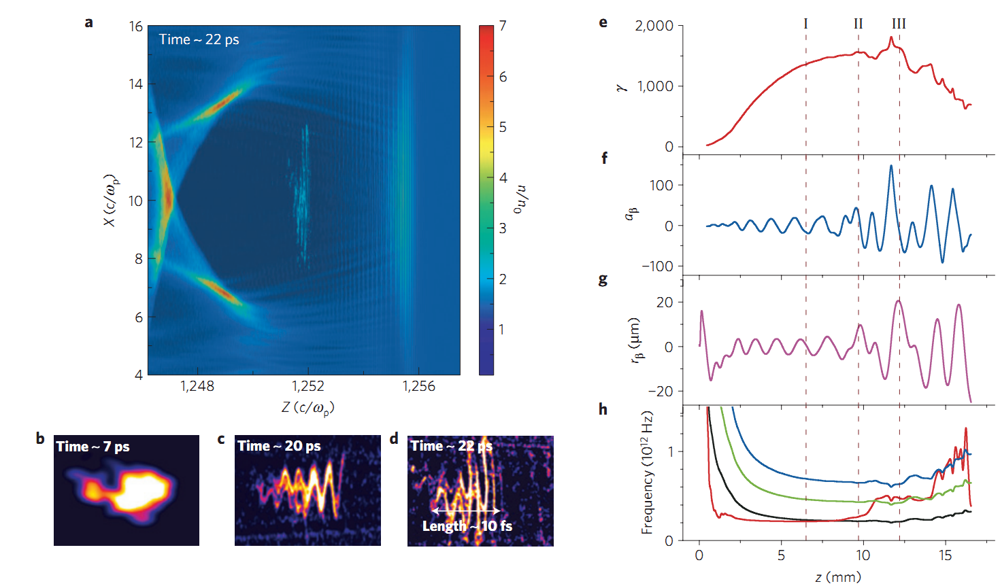 a
16
Time ~ 22 ps
14
12
10
8
6
4
X (c/ωp)
1,248
1,252
1,256
Z (c/ωp)
7
6
5
4
3
2
1
n/n0
b
Time ~ 7 ps
c
Time ~ 20 ps
d
Time ~ 22 ps
Length ~ 10 fs
e
I
II
III
2,000
1,000
0
γ
f
100
0
−100
aβ
g
20
0
−20
rβ (μm)
h
1
0
Frequency (10¹² Hz)
0
5
10
15
z (mm)